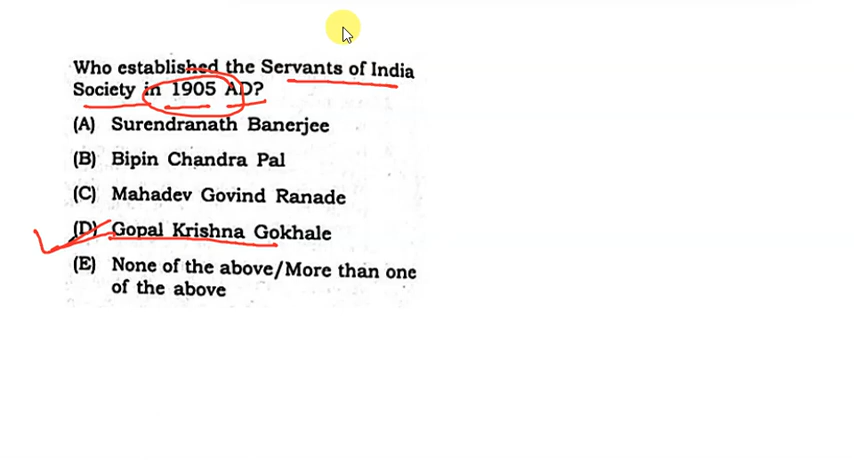 Who established the Servants of India
Society in 1905 AD?
(A) Surendranath Banerjee
(B) Bipin Chandra Pal
(C) Mahadev Govind Ranade
(D) Gopal Krishna Gokhale
(E) None of the above/More than one
of the above